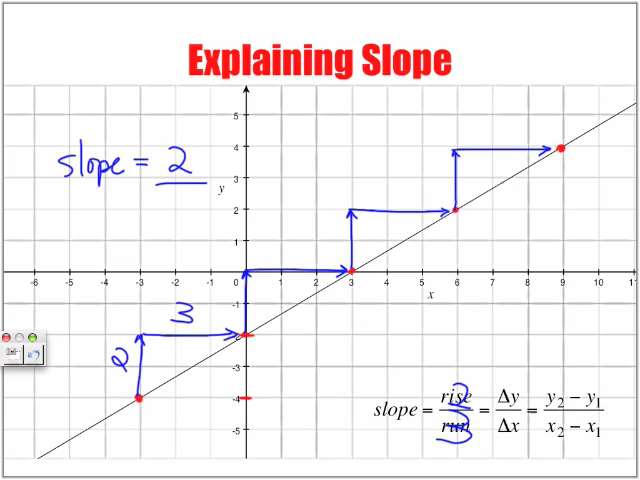 Explaining Slope
slope = 2
y
5
4
3
2
1
-6 -5 -4 -3 -2 -1 0 1 2 3 4 5 6 7 8 9 10 11
x
-1
3
2
-3
-4
-5
slope = rise/run = Δy/Δx = (y₂ − y₁)/(x₂ − x₁)
2
3